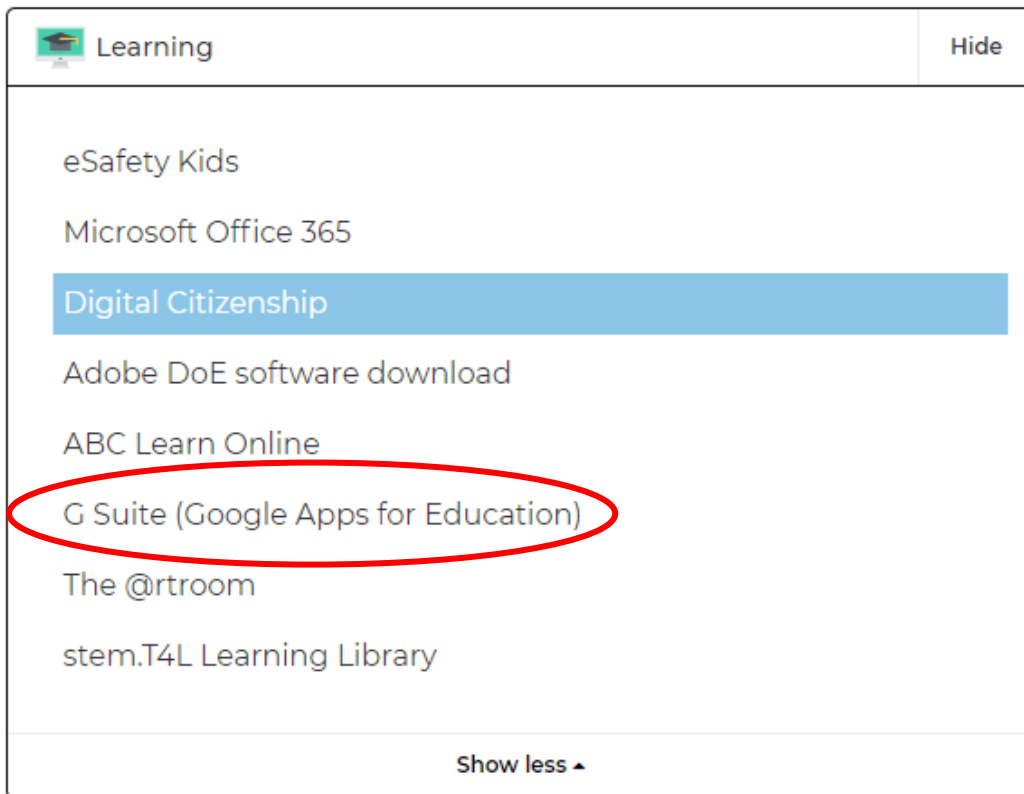 Learning
Hide
eSafety Kids
Microsoft Office 365
Digital Citizenship
Adobe DoE software download
ABC Learn Online
G Suite (Google Apps for Education)
The @rtroom
stem.T4L Learning Library
Show less